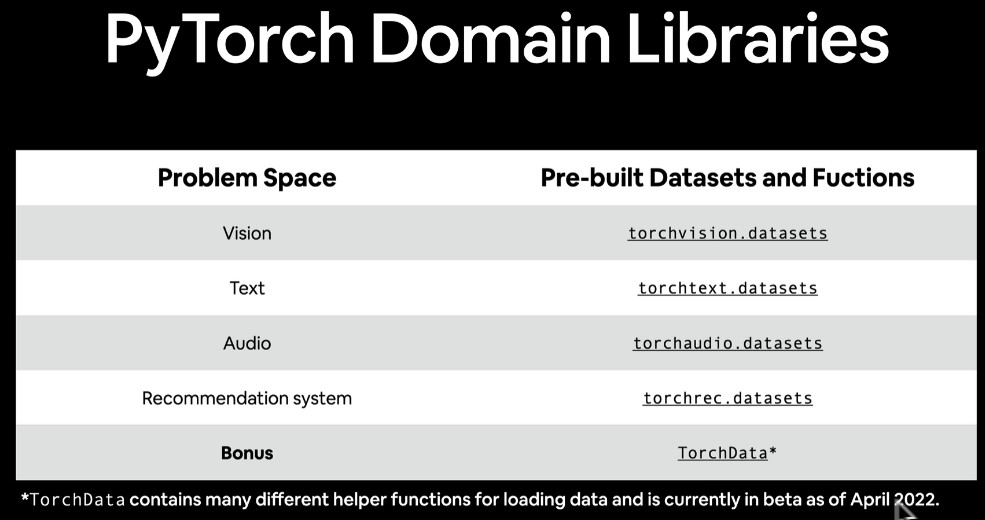 PyTorch Domain Libraries
Problem Space Pre-built Datasets and Fuctions
Vision torchvision.datasets
Text torchtext.datasets
Audio torchaudio.datasets
Recommendation system torchrec.datasets
Bonus TorchData*
*TorchData contains many different helper functions for loading data and is currently in beta as of April 2022.